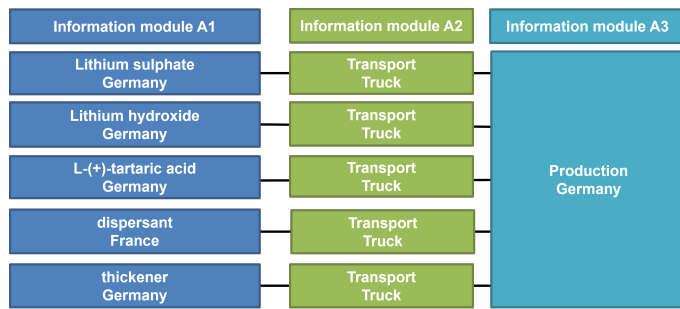 Information module A1
Information module A2
Information module A3
Lithium sulphate
Germany
Transport
Truck
Lithium hydroxide
Germany
Transport
Truck
L-(+)-tartaric acid
Germany
Transport
Truck
Production
Germany
dispersant
France
Transport
Truck
thickener
Germany
Transport
Truck